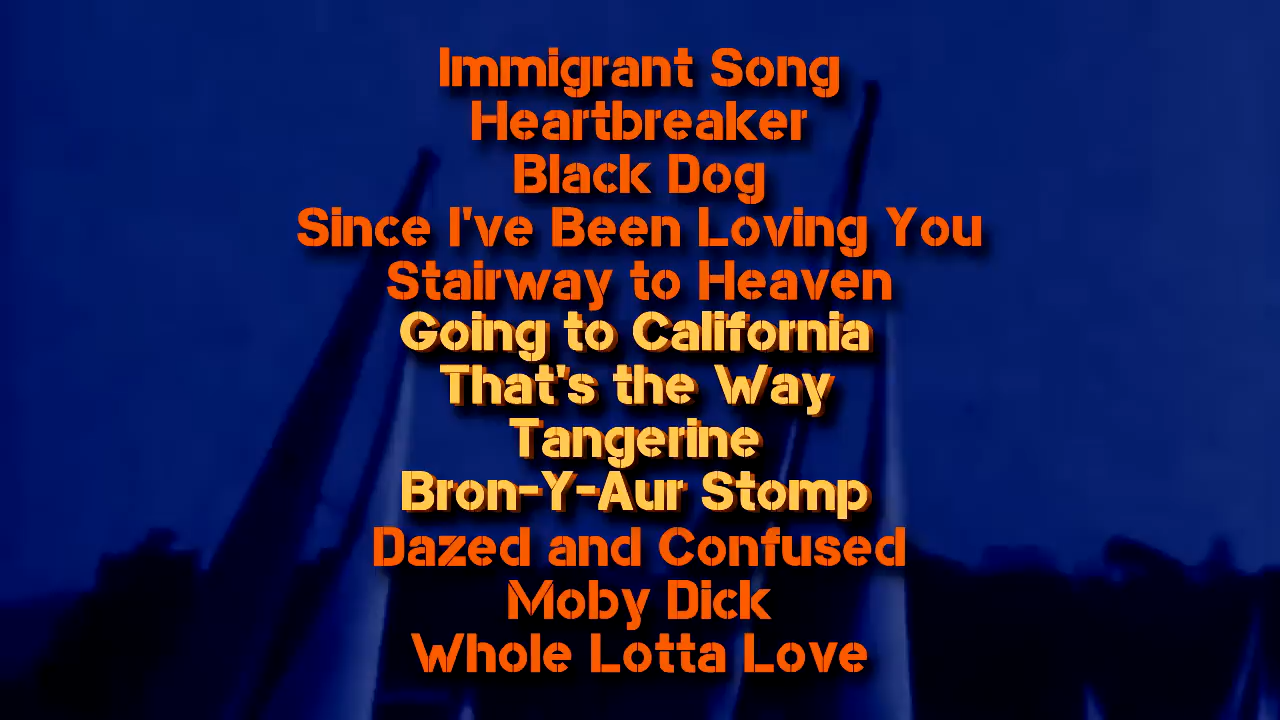 Immigrant Song
Heartbreaker
Black Dog
Since I've Been Loving You
Stairway to Heaven
Going to California
That's the Way
Tangerine
Bron-Y-Aur Stomp
Dazed and Confused
Moby Dick
Whole Lotta Love